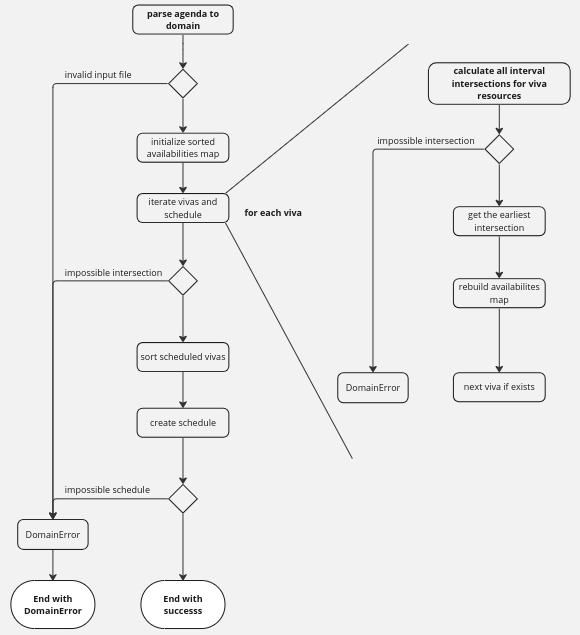 parse agenda to
domain
invalid input file
initialize sorted
availabilities map
iterate vivas and
schedule
for each viva
impossible intersection
sort scheduled vivas
create schedule
impossible schedule
DomainError
End with
DomainError
End with
successs
calculate all interval
intersections for viva
resources
impossible intersection
get the earliest
intersection
rebuild availabilites
map
DomainError
next viva if exists